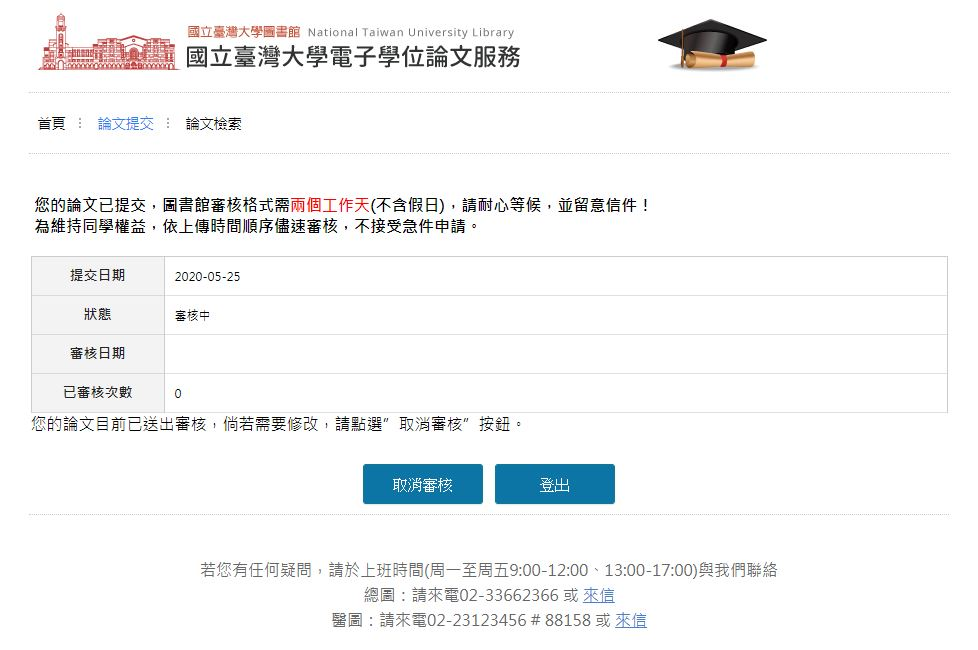 國立臺灣大學圖書館 National Taiwan University Library
國立臺灣大學電子學位論文服務
首頁 ⋮ 論文提交 ⋮ 論文檢索
您的論文已提交，圖書館審核格式需兩個工作天(不含假日)，請耐心等候，並留意信件！
為維持同學權益，依上傳時間順序儘速審核，不接受急件申請。
提交日期 2020-05-25
狀態 審核中
審核日期
已審核次數 0
您的論文目前已送出審核，倘若需要修改，請點選”取消審核”按鈕。
取消審核 登出
若您有任何疑問，請於上班時間(周一至周五9:00-12:00、13:00-17:00)與我們聯絡
總圖：請來電02-33662366 或 來信
醫圖：請來電02-23123456 # 88158 或 來信